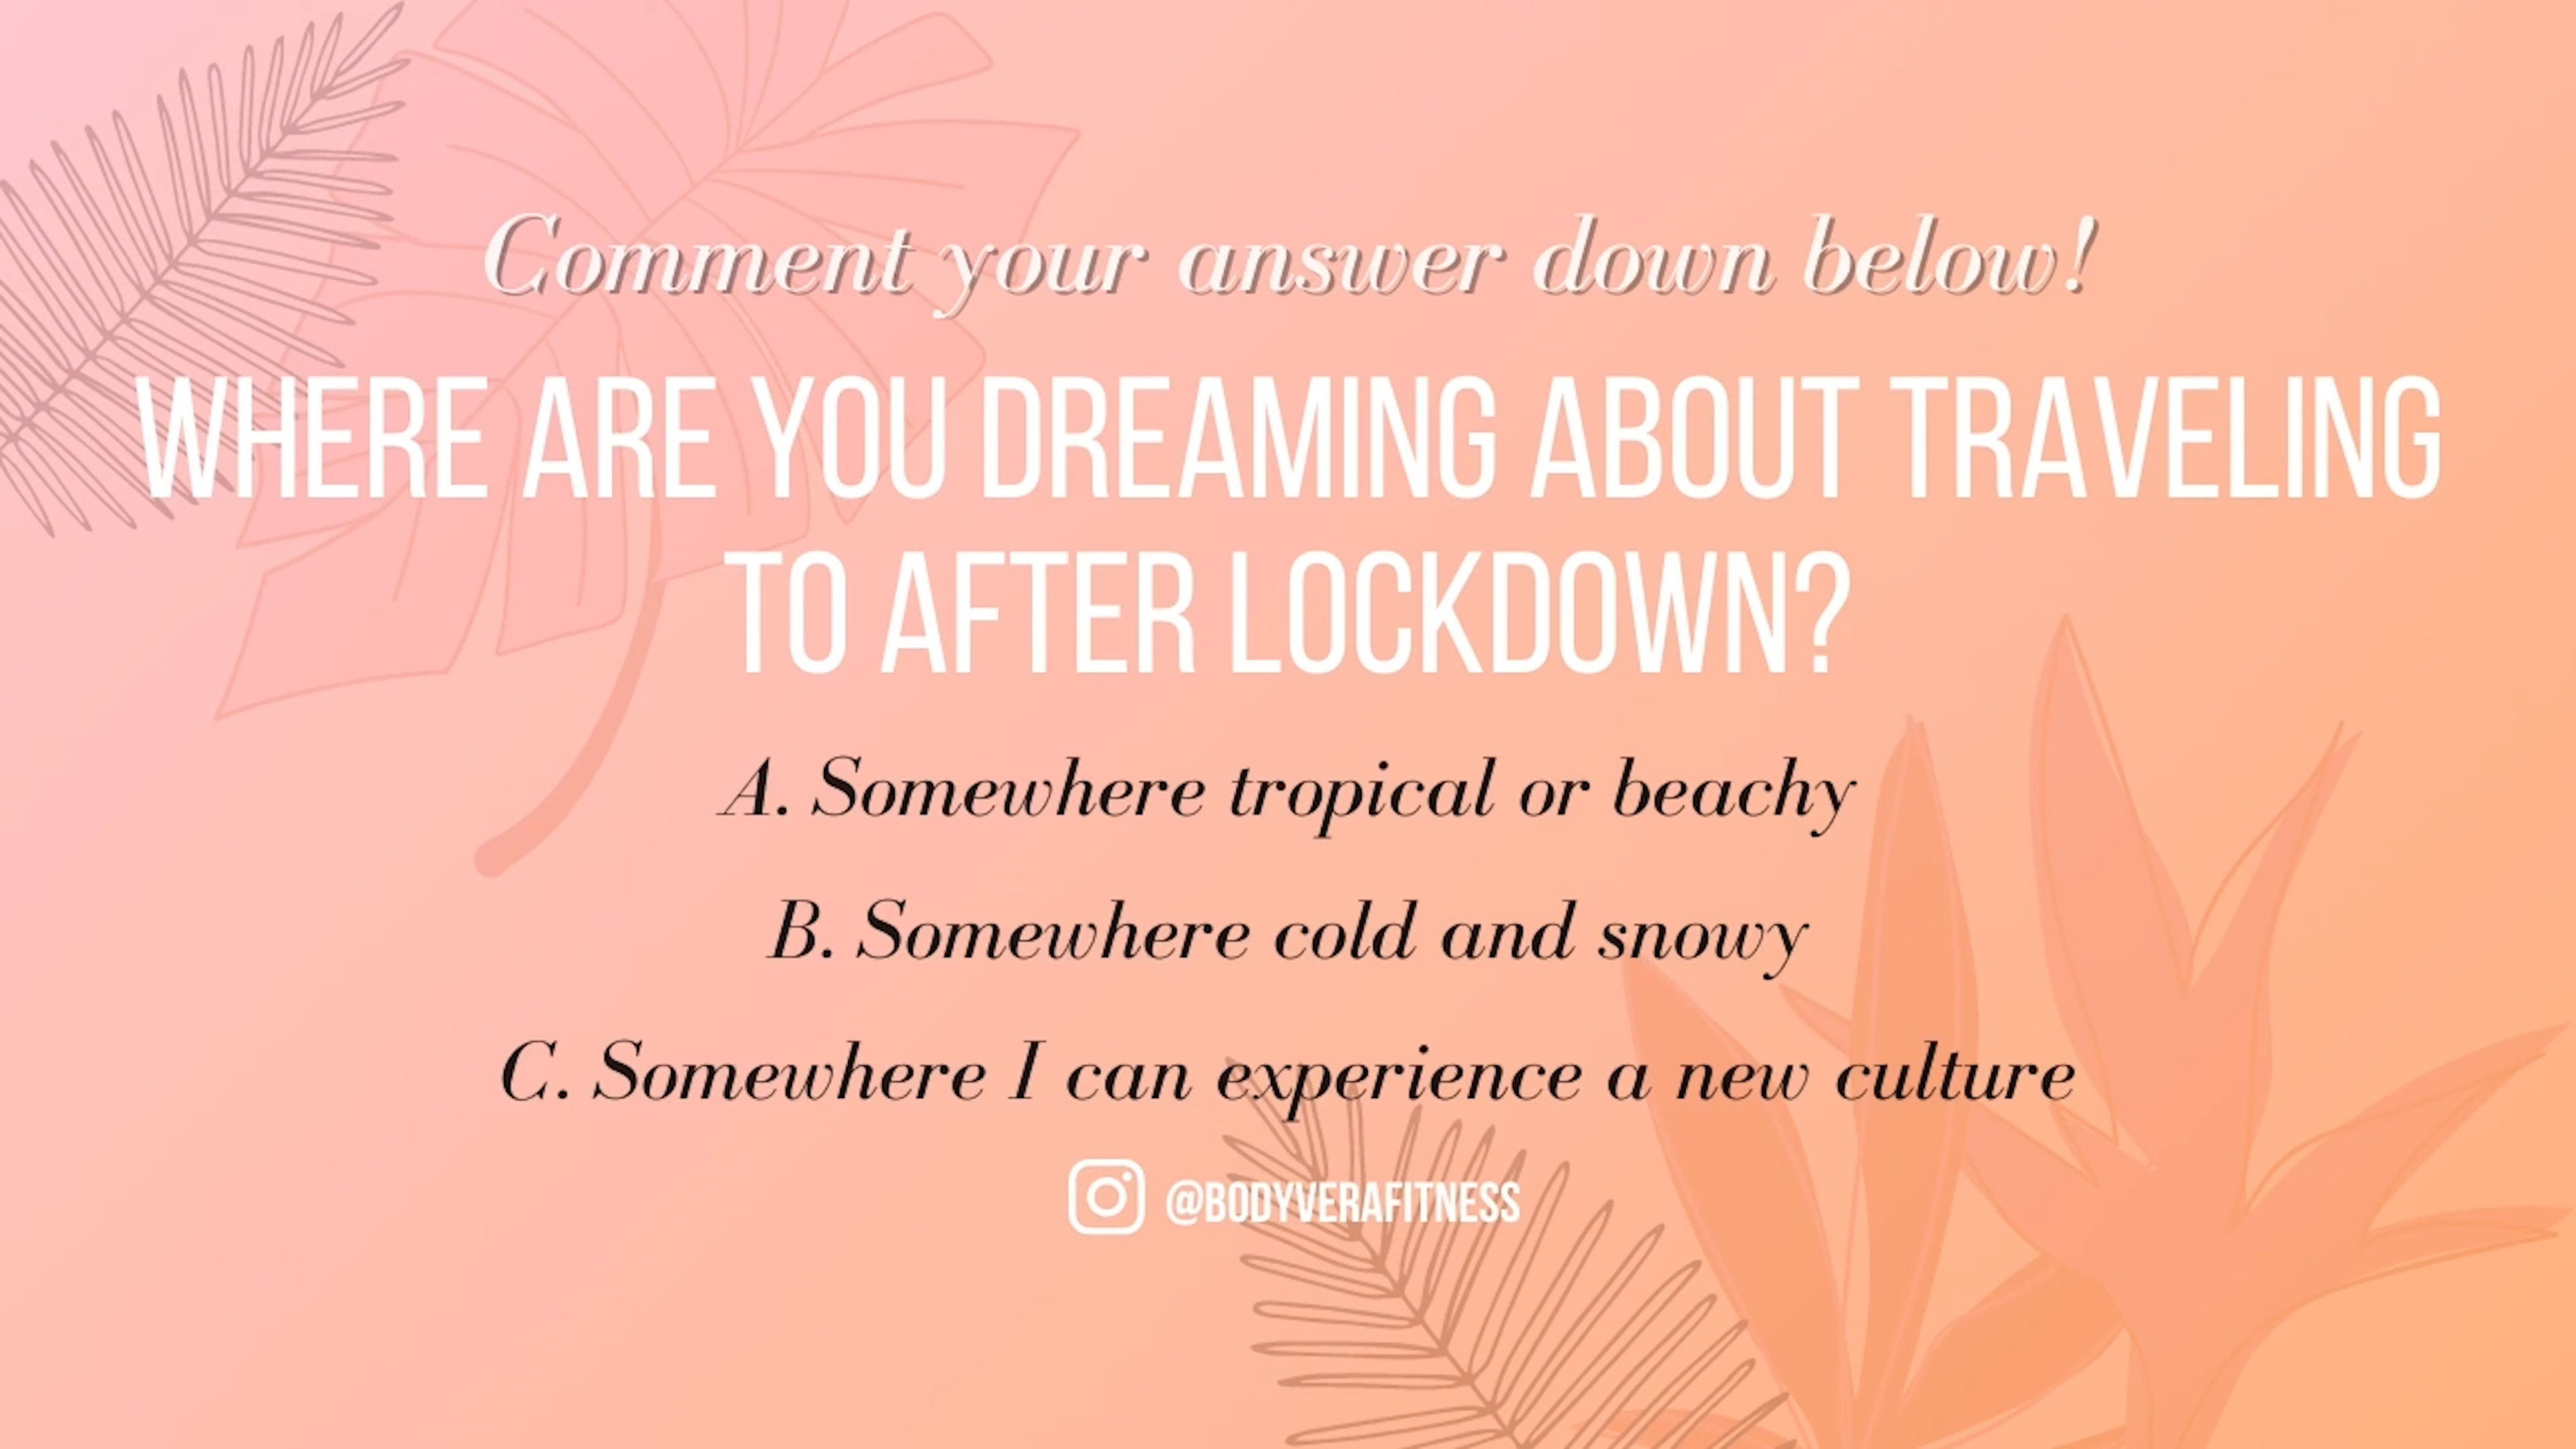 Comment your answer down below!
WHERE ARE YOU DREAMING ABOUT TRAVELING
TO AFTER LOCKDOWN?
A. Somewhere tropical or beachy
B. Somewhere cold and snowy
C. Somewhere I can experience a new culture
@BODYVERAFITNESS